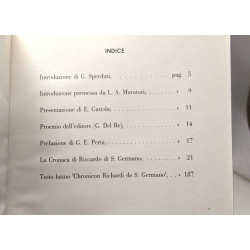 INDICE
Introduzione di G. Sperduti; pag. 5
Introduzione premessa da L. A. Muratori; » 9
Presentazione di E. Gattola; » 11
Proemio dell'editore (G. Del Re); » 14
Prefazione di G. E. Pertz; » 17
La Cronaca di Riccardo di S. Germano; » 21
Testo latino 'Chronicon Richardi de S. Germano'; » 187